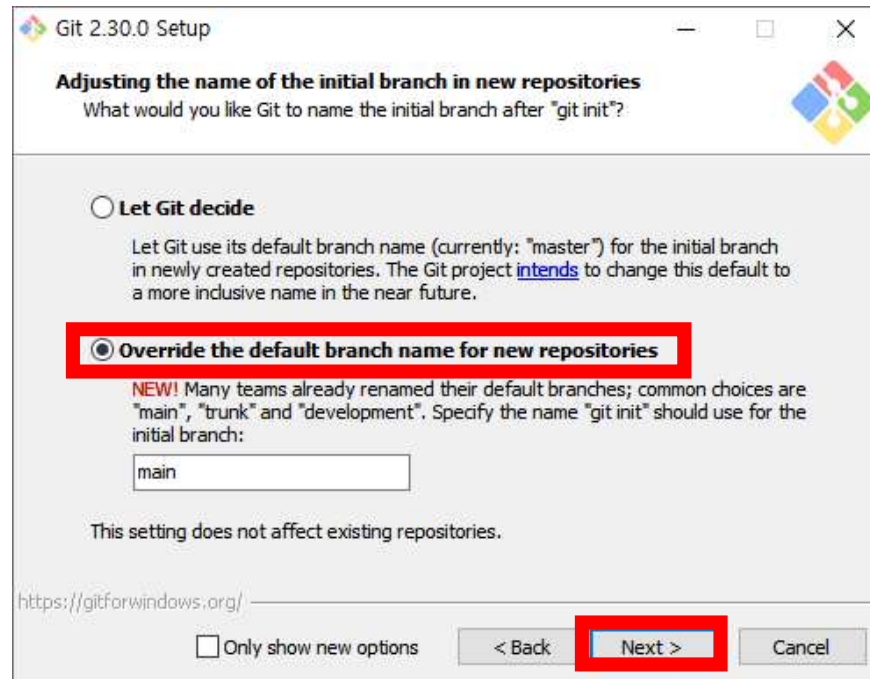 Git 2.30.0 Setup
Adjusting the name of the initial branch in new repositories
What would you like Git to name the initial branch after "git init"?
Let Git decide
Let Git use its default branch name (currently: "master") for the initial branch
in newly created repositories. The Git project intends to change this default to
a more inclusive name in the near future.
Override the default branch name for new repositories
NEW! Many teams already renamed their default branches; common choices are
"main", "trunk" and "development". Specify the name "git init" should use for the
initial branch:
main
This setting does not affect existing repositories.
https://gitforwindows.org/
Only show new options < Back Next > Cancel